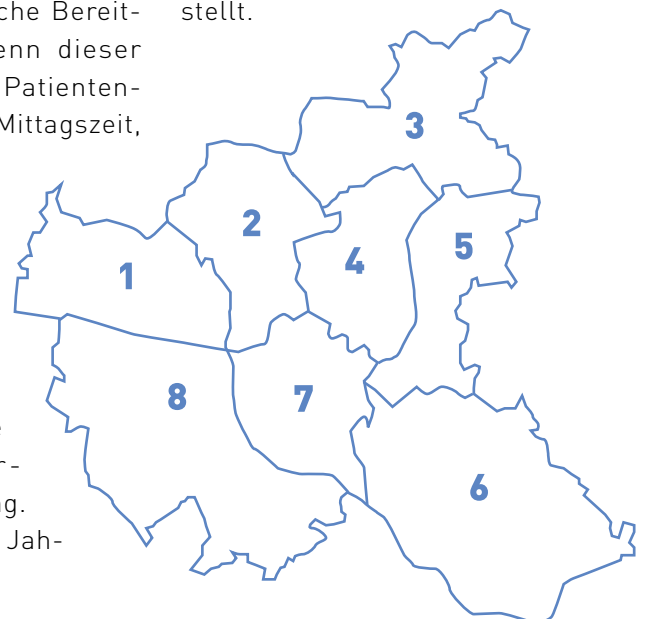 che Bereit-
enn dieser
Patienten-
Mittagszeit,
stellt.
3
2
5
4
1
8
7
6
r-
g.
Jah-